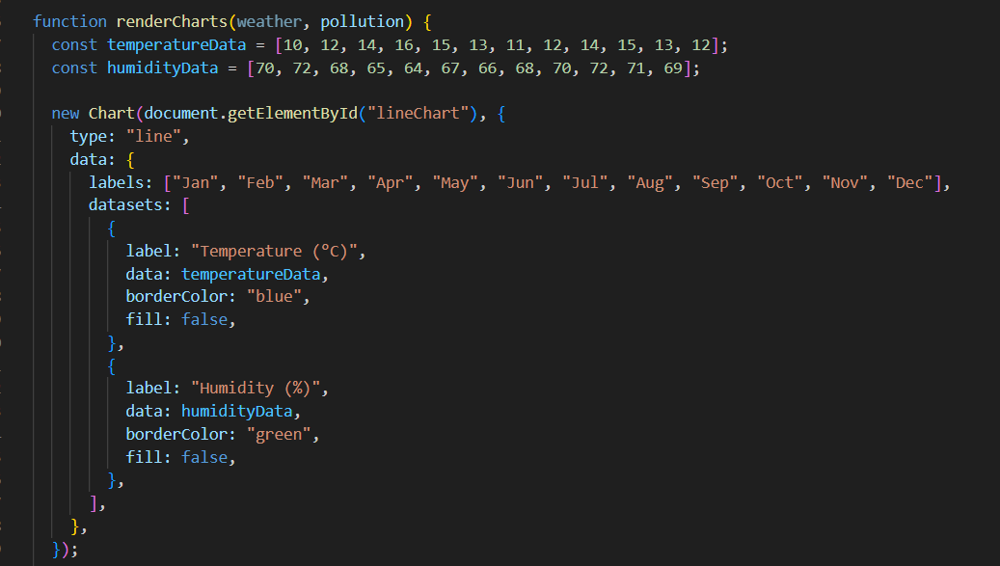 function renderCharts(weather, pollution) {
const temperatureData = [10, 12, 14, 16, 15, 13, 11, 12, 14, 15, 13, 12];
const humidityData = [70, 72, 68, 65, 64, 67, 66, 68, 70, 72, 71, 69];
new Chart(document.getElementById("lineChart"), {
type: "line",
data: {
labels: ["Jan", "Feb", "Mar", "Apr", "May", "Jun", "Jul", "Aug", "Sep", "Oct", "Nov", "Dec"],
datasets: [
{
label: "Temperature (°C)",
data: temperatureData,
borderColor: "blue",
fill: false,
},
{
label: "Humidity (%)",
data: humidityData,
borderColor: "green",
fill: false,
},
],
},
});